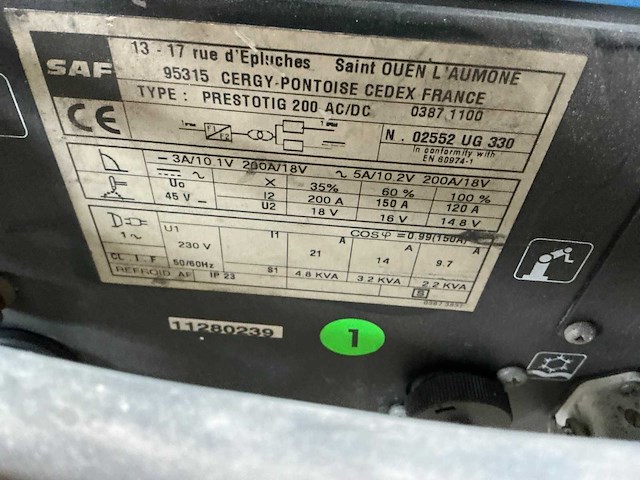 SAF
13 - 17 rue d'Epluches Saint OUEN L'AUMONE
95315 CERGY-PONTOISE CEDEX FRANCE
TYPE : PRESTOTIG 200 AC/DC 0387 1100
CE
N. 02552 UG 330
In conformity with
EN 60974-1
3A/10.1V 200A/18V ~ 5A/10.2V 200A/18V
U0 X 35% 60% 100%
45 V I2 200 A 150 A 120 A
U2 18 V 16 V 14.8 V
COS φ = 0.99(150A)
U1 I1 A A A
1~ 230 V 21 14 9.7
CL. I. F 50/60Hz
REFROID. AF IP 23 S1 4.8 KVA 3.2 KVA 2.2 KVA
S
11280239
1